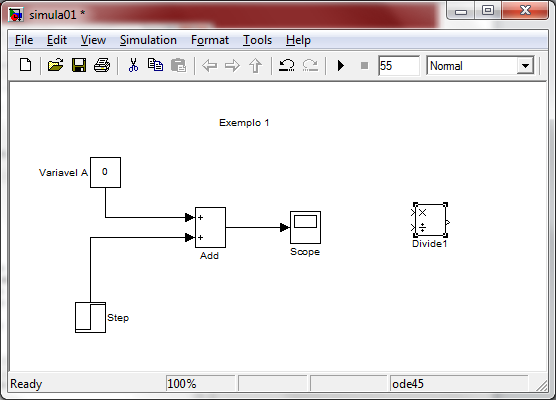 simula01 *
File Edit View Simulation Format Tools Help
55 Normal
Exemplo 1
Variavel A 0
+
+
Add
Scope
×
÷
Divide1
Step
Ready 100% ode45